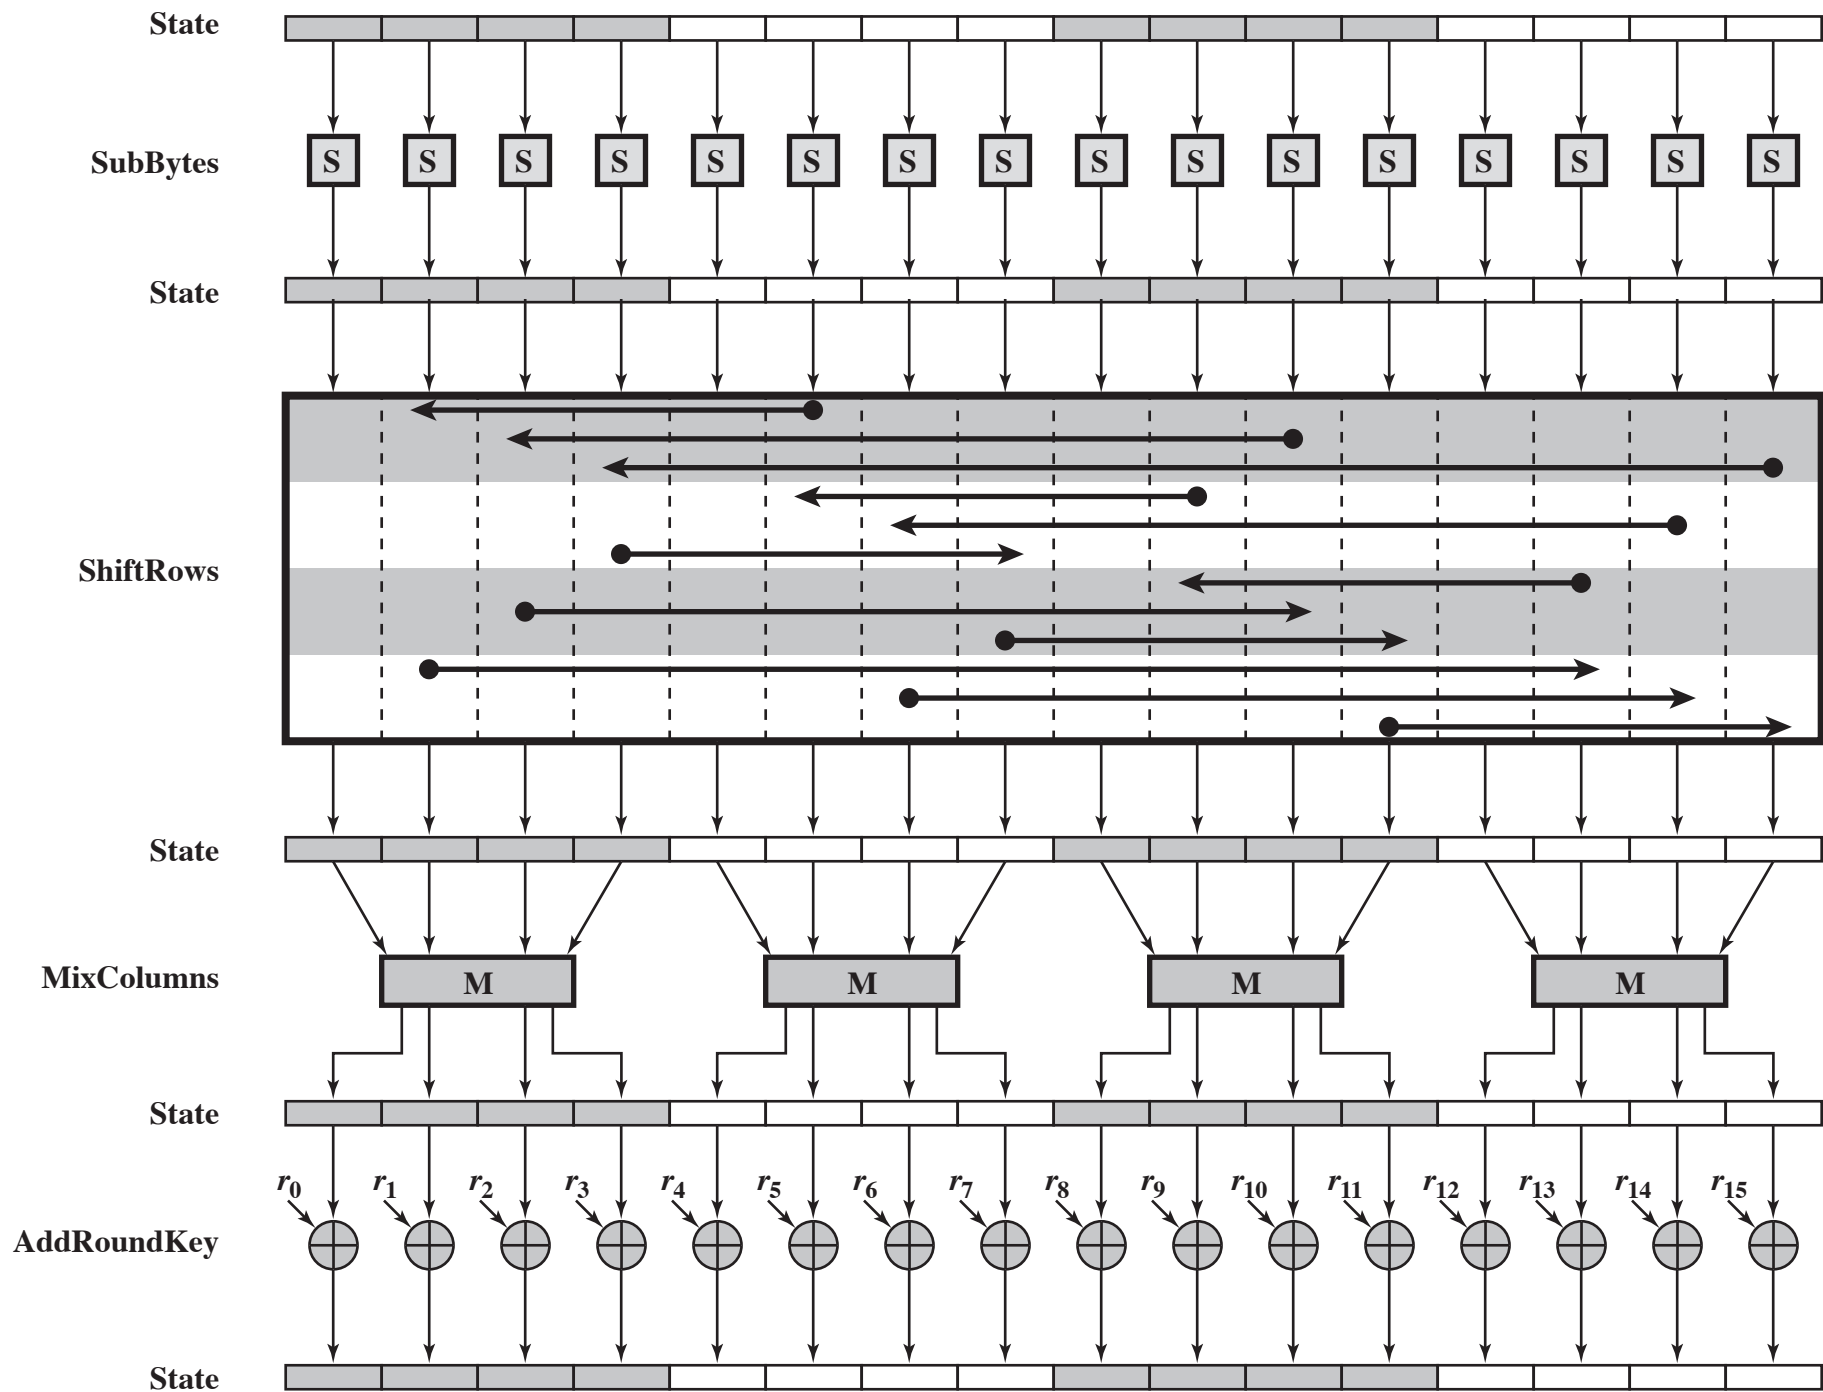 State
SubBytes
S S S S S S S S S S S S S S S S
State
ShiftRows
State
MixColumns
M M M M
State
r0 r1 r2 r3 r4 r5 r6 r7 r8 r9 r10 r11 r12 r13 r14 r15
AddRoundKey
State